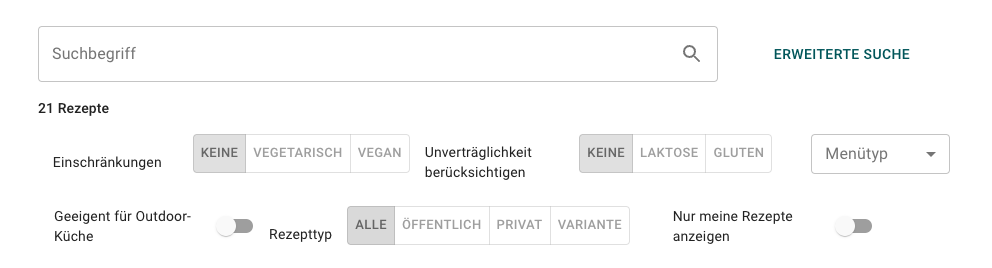 Suchbegriff
ERWEITERTE SUCHE
21 Rezepte
Einschränkungen
KEINE VEGETARISCH VEGAN
Unverträglichkeit
berücksichtigen
KEINE LAKTOSE GLUTEN
Menütyp
Geeigent für Outdoor-
Küche
Rezepttyp
ALLE ÖFFENTLICH PRIVAT VARIANTE
Nur meine Rezepte
anzeigen